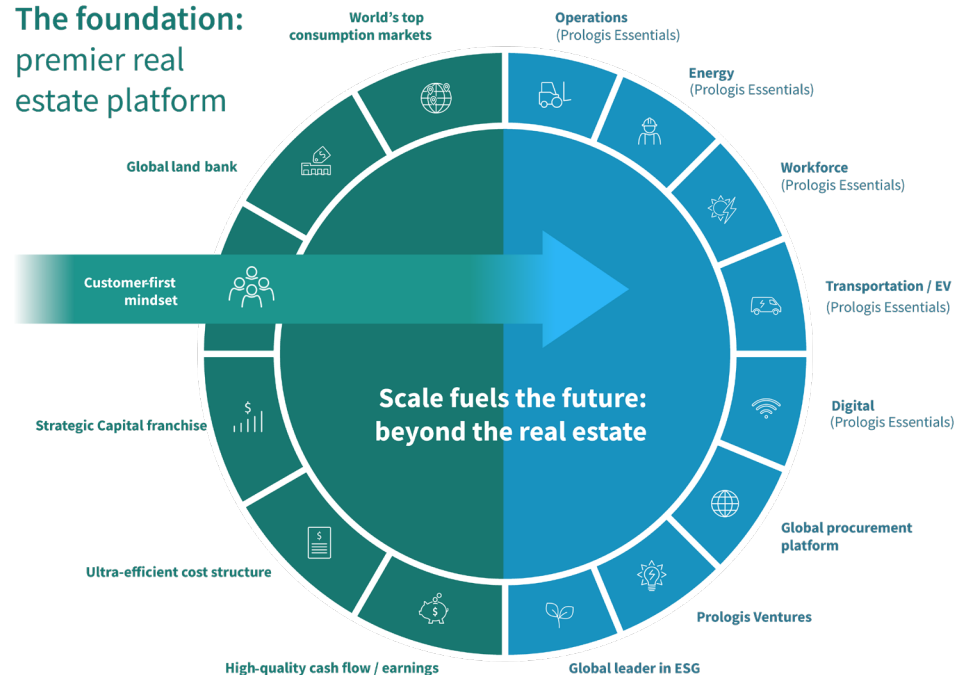 The foundation:
premier real
estate platform
World's top
consumption markets
Operations
(Prologis Essentials)
Energy
(Prologis Essentials)
Global land bank
Workforce
(Prologis Essentials)
Customer-first
mindset
Transportation / EV
(Prologis Essentials)
Scale fuels the future:
beyond the real estate
Strategic Capital franchise
Digital
(Prologis Essentials)
Global procurement
platform
Ultra-efficient cost structure
Prologis Ventures
High-quality cash flow / earnings
Global leader in ESG